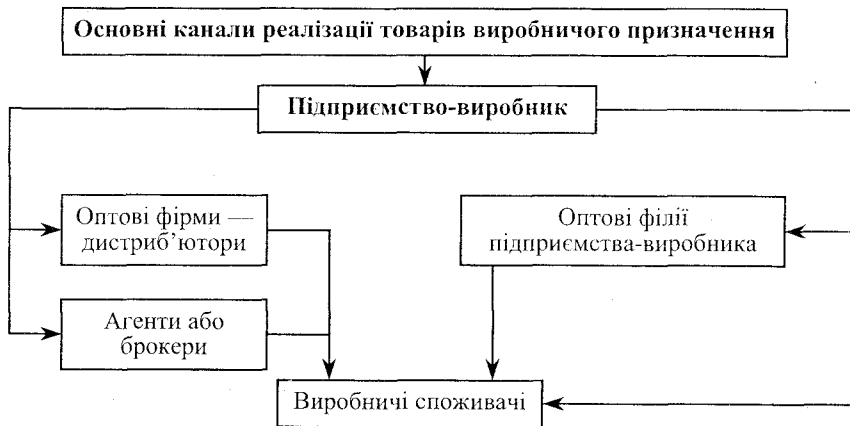 Основні канали реалізації товарів виробничого призначення
Підприємство-виробник
Оптові фірми —
дистриб’ютори
Оптові філії
підприємства-виробника
Агенти або
брокери
Виробничі споживачі